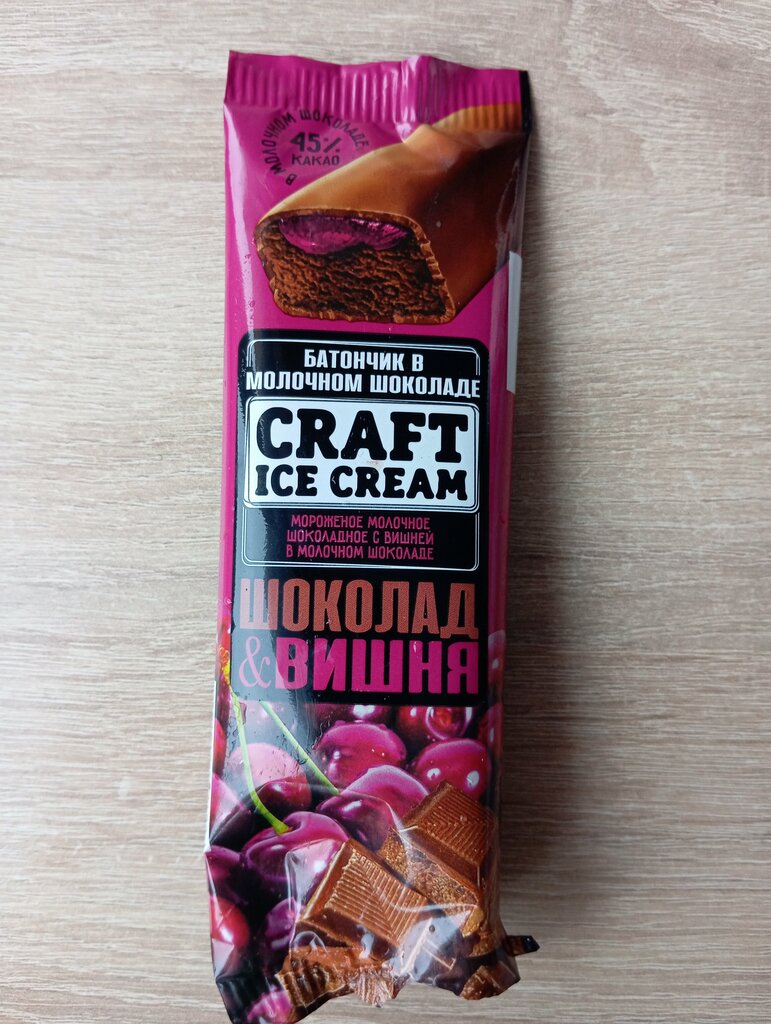 В МОЛОЧНОМ ШОКОЛАДЕ
45%
КАКАО
БАТОНЧИК В
МОЛОЧНОМ ШОКОЛАДЕ
CRAFT
ICE CREAM
МОРОЖЕНОЕ МОЛОЧНОЕ
ШОКОЛАДНОЕ С ВИШНЕЙ
В МОЛОЧНОМ ШОКОЛАДЕ
ШОКОЛАД
&ВИШНЯ